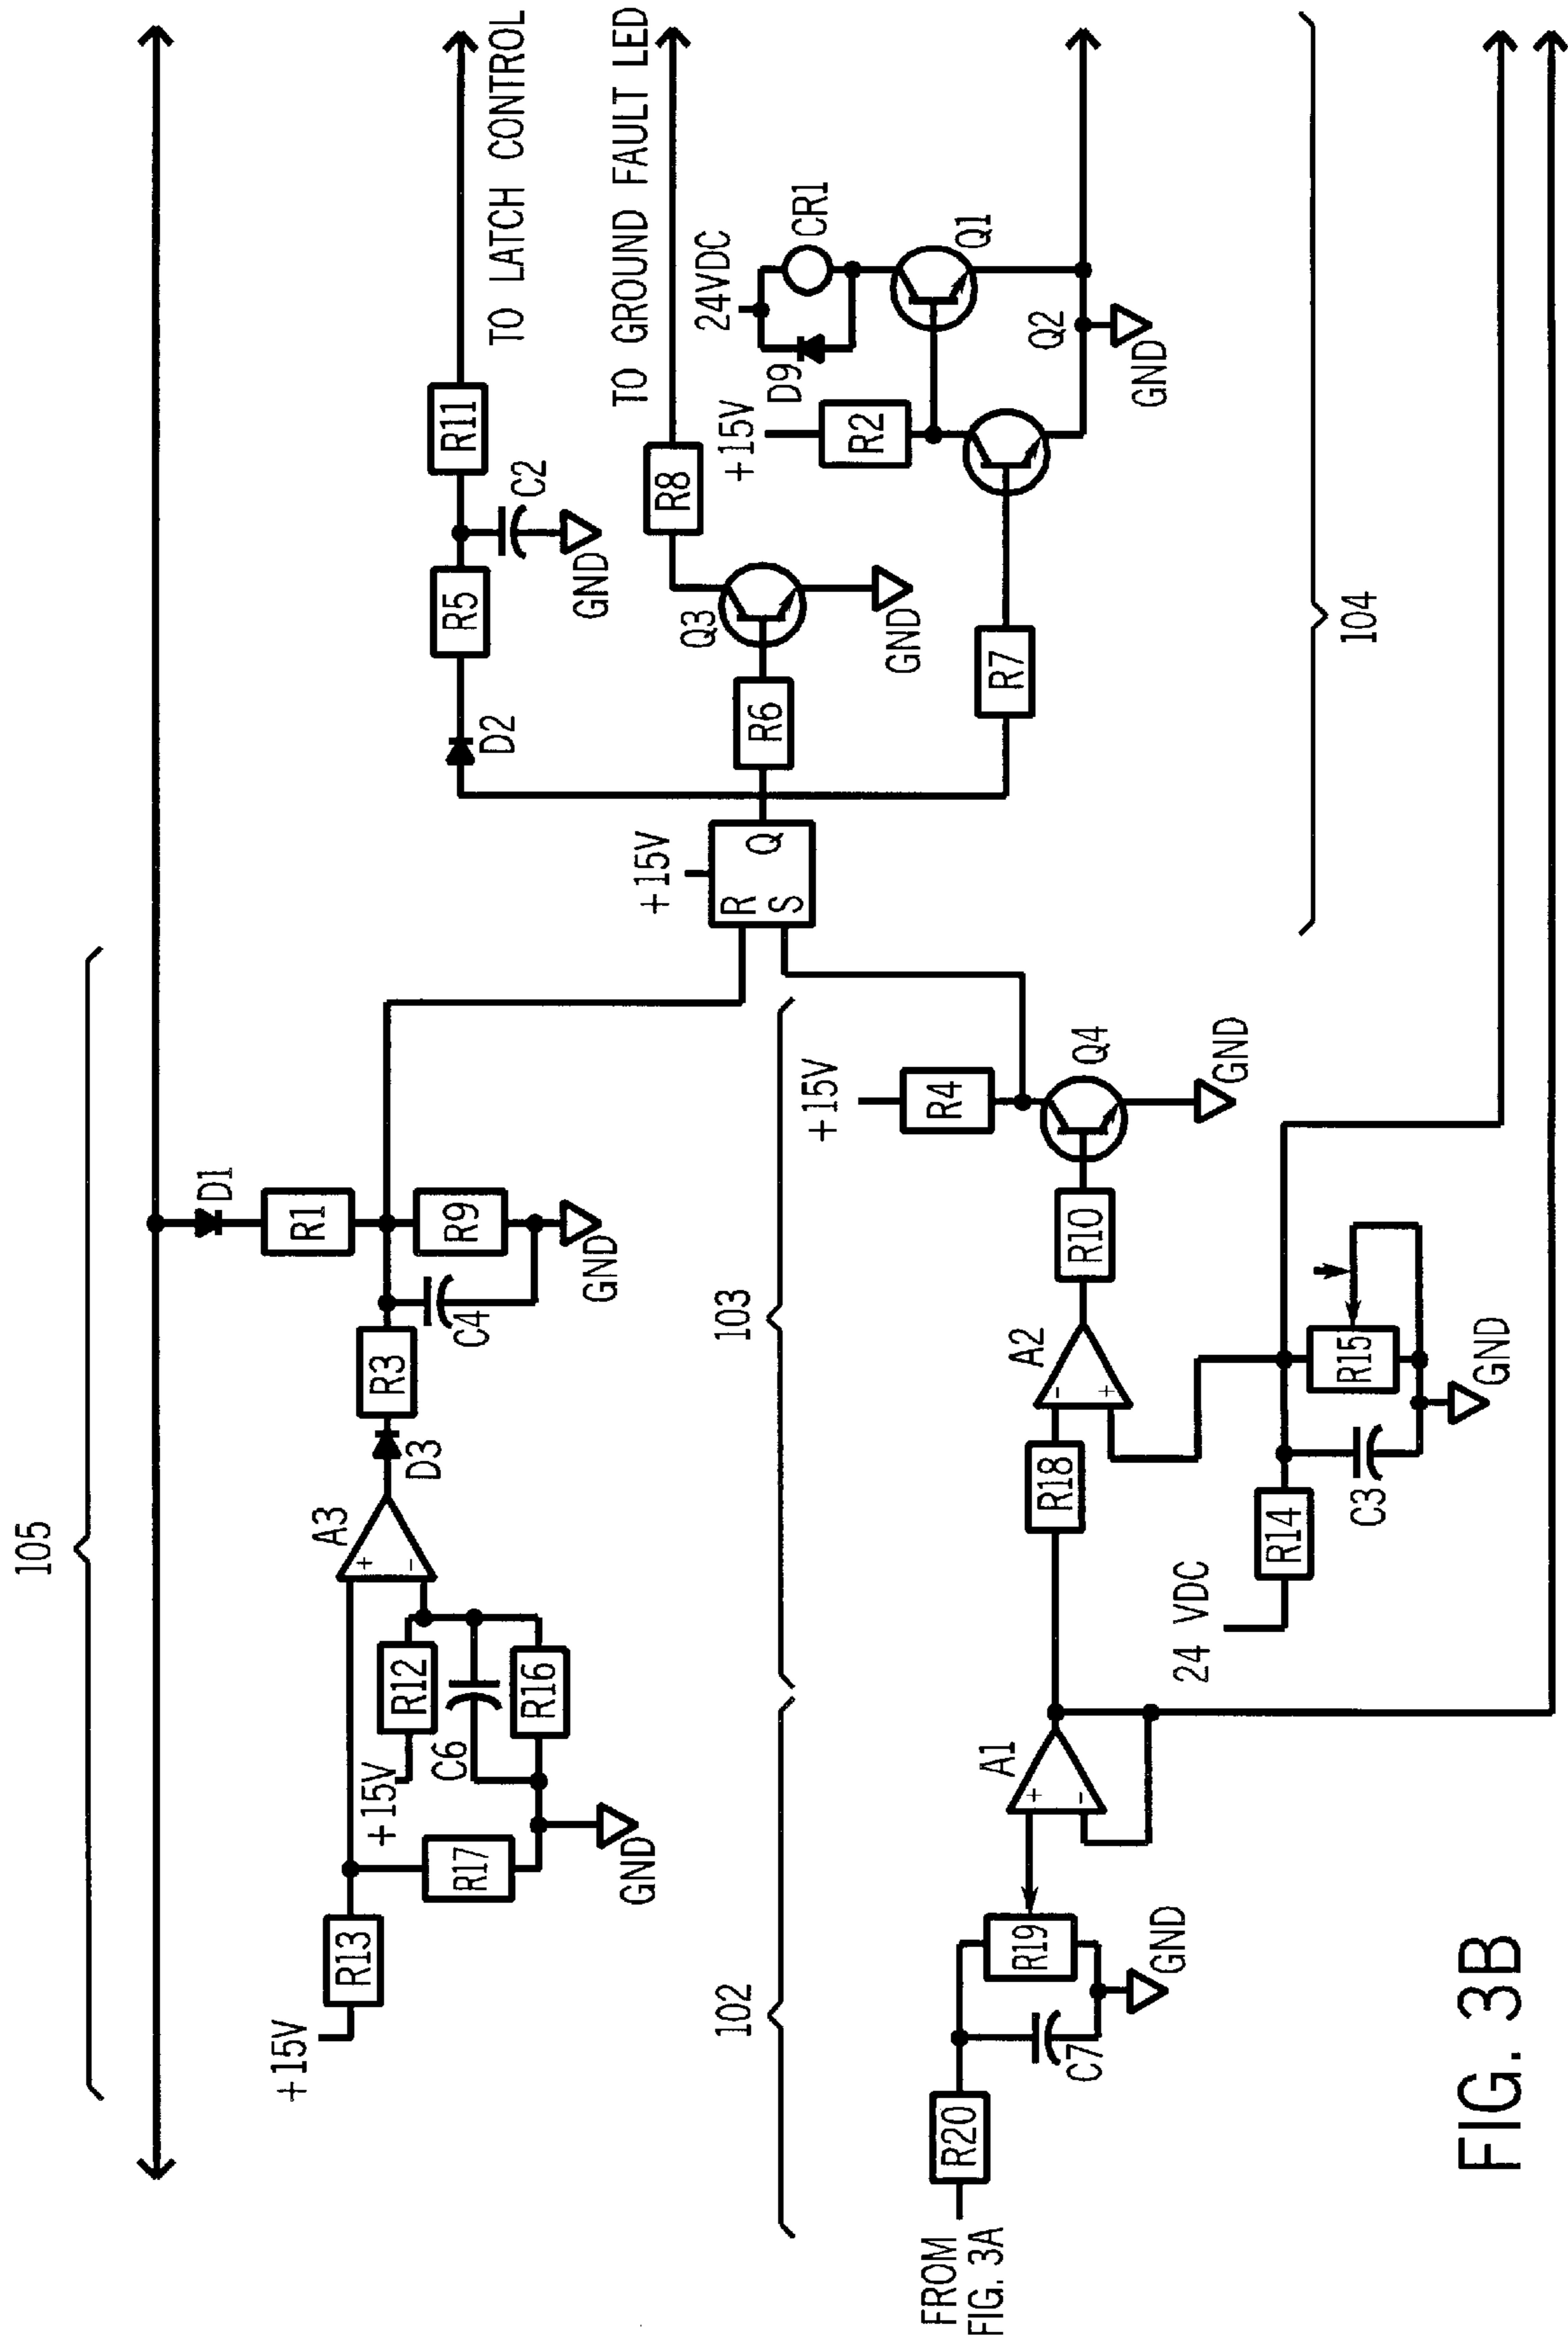 105
+15V
R13
R17
GND
+15V
R12
C6
R16
A3
+
-
D3
R3
C4
R9
GND
R1
D1
+15V
R
S
Q
D2
R5
C2
GND
R11
TO LATCH CONTROL
R6
Q3
GND
R8
TO GROUND FAULT LED
R7
+15V
R2
D9
24VDC
CR1
Q1
Q2
GND
104
102
103
FROM
FIG. 3A
R20
C7
R19
GND
A1
+
-
R18
A2
-
+
R10
+15V
R4
Q4
GND
24 VDC
R14
C3
R15
GND
FIG. 3B